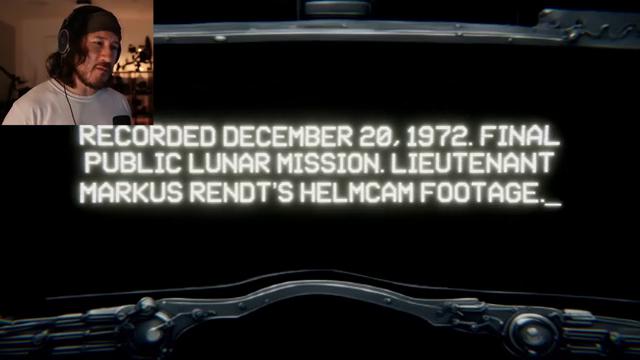 RECORDED DECEMBER 20, 1972. FINAL
PUBLIC LUNAR MISSION. LIEUTENANT
MARKUS RENDT'S HELMCAM FOOTAGE._